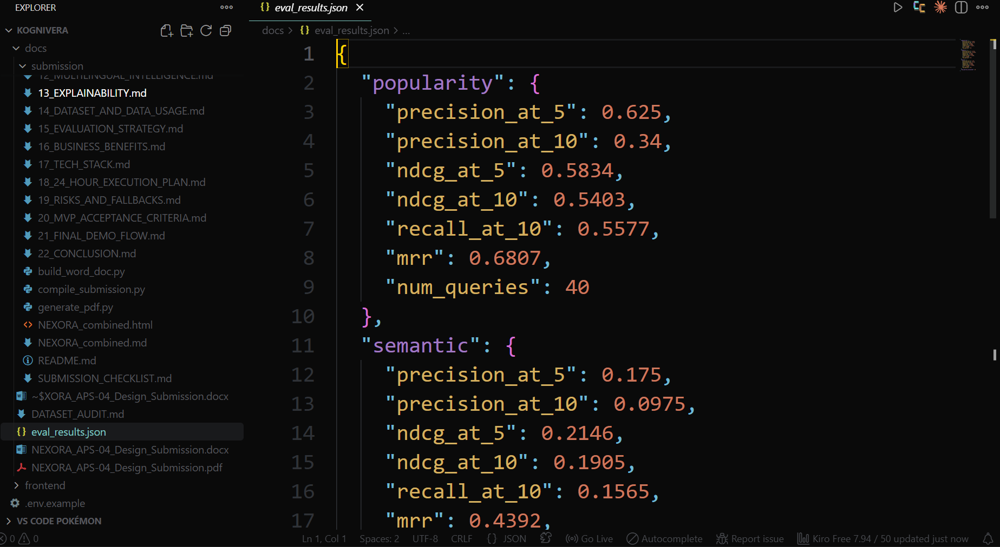 EXPLORER
KOGNIVERA
docs
submission
12_MULTILINGUAL_INTELLIGENCE.md
13_EXPLAINABILITY.md
14_DATASET_AND_DATA_USAGE.md
15_EVALUATION_STRATEGY.md
16_BUSINESS_BENEFITS.md
17_TECH_STACK.md
18_24_HOUR_EXECUTION_PLAN.md
19_RISKS_AND_FALLBACKS.md
20_MVP_ACCEPTANCE_CRITERIA.md
21_FINAL_DEMO_FLOW.md
22_CONCLUSION.md
build_word_doc.py
compile_submission.py
generate_pdf.py
NEXORA_combined.html
NEXORA_combined.md
README.md
SUBMISSION_CHECKLIST.md
~$XORA_APS-04_Design_Submission.docx
DATASET_AUDIT.md
{} eval_results.json
NEXORA_APS-04_Design_Submission.docx
NEXORA_APS-04_Design_Submission.pdf
frontend
.env.example
VS CODE POKÉMON
{} eval_results.json
docs > {} eval_results.json > ...
1 {
2 "popularity": {
3 "precision_at_5": 0.625,
4 "precision_at_10": 0.34,
5 "ndcg_at_5": 0.5834,
6 "ndcg_at_10": 0.5403,
7 "recall_at_10": 0.5577,
8 "mrr": 0.6807,
9 "num_queries": 40
10 },
11 "semantic": {
12 "precision_at_5": 0.175,
13 "precision_at_10": 0.0975,
14 "ndcg_at_5": 0.2146,
15 "ndcg_at_10": 0.1905,
16 "recall_at_10": 0.1565,
17 "mrr": 0.4392,
0 0 Ln 1, Col 1 Spaces: 2 UTF-8 CRLF {} JSON Go Live Autocomplete Report issue Kiro Free 7.94 / 50 updated just now